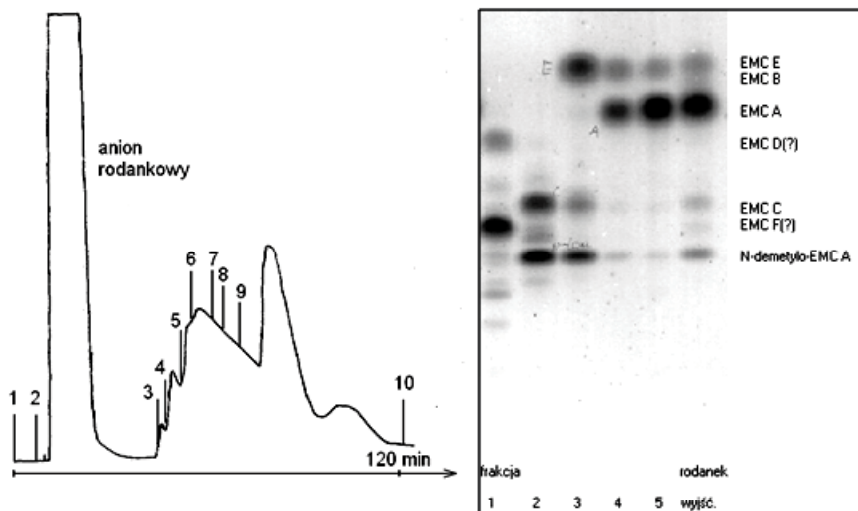 anion
rodankowy
1
2
3
4
5
6
7
8
9
10
120 min
EMC E
EMC B
EMC A
EMC D(?)
EMC C
EMC F(?)
N-demetylo-EMC A
E
A
frakcja
rodanek
1
2
3
4
5
wyjść.